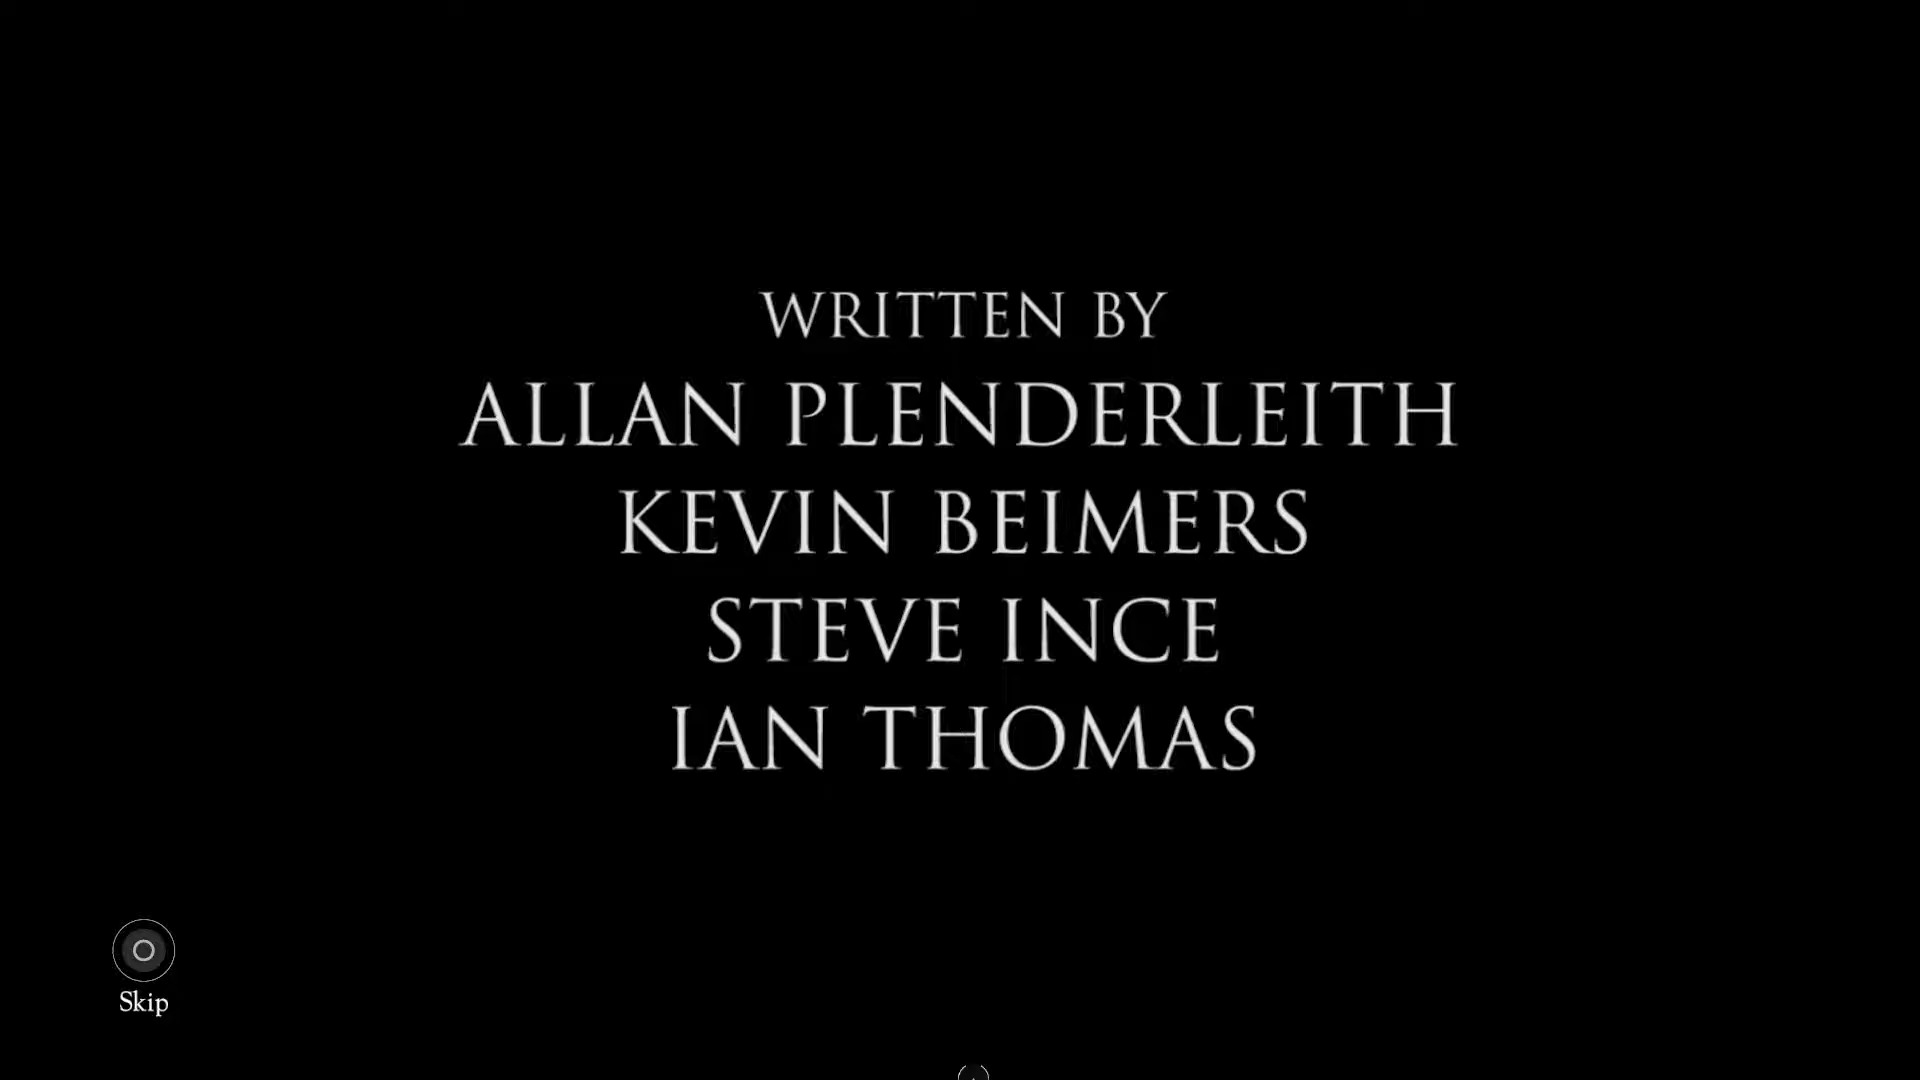 WRITTEN BY
ALLAN PLENDERLEITH
KEVIN BEIMERS
STEVE INCE
IAN THOMAS
Skip